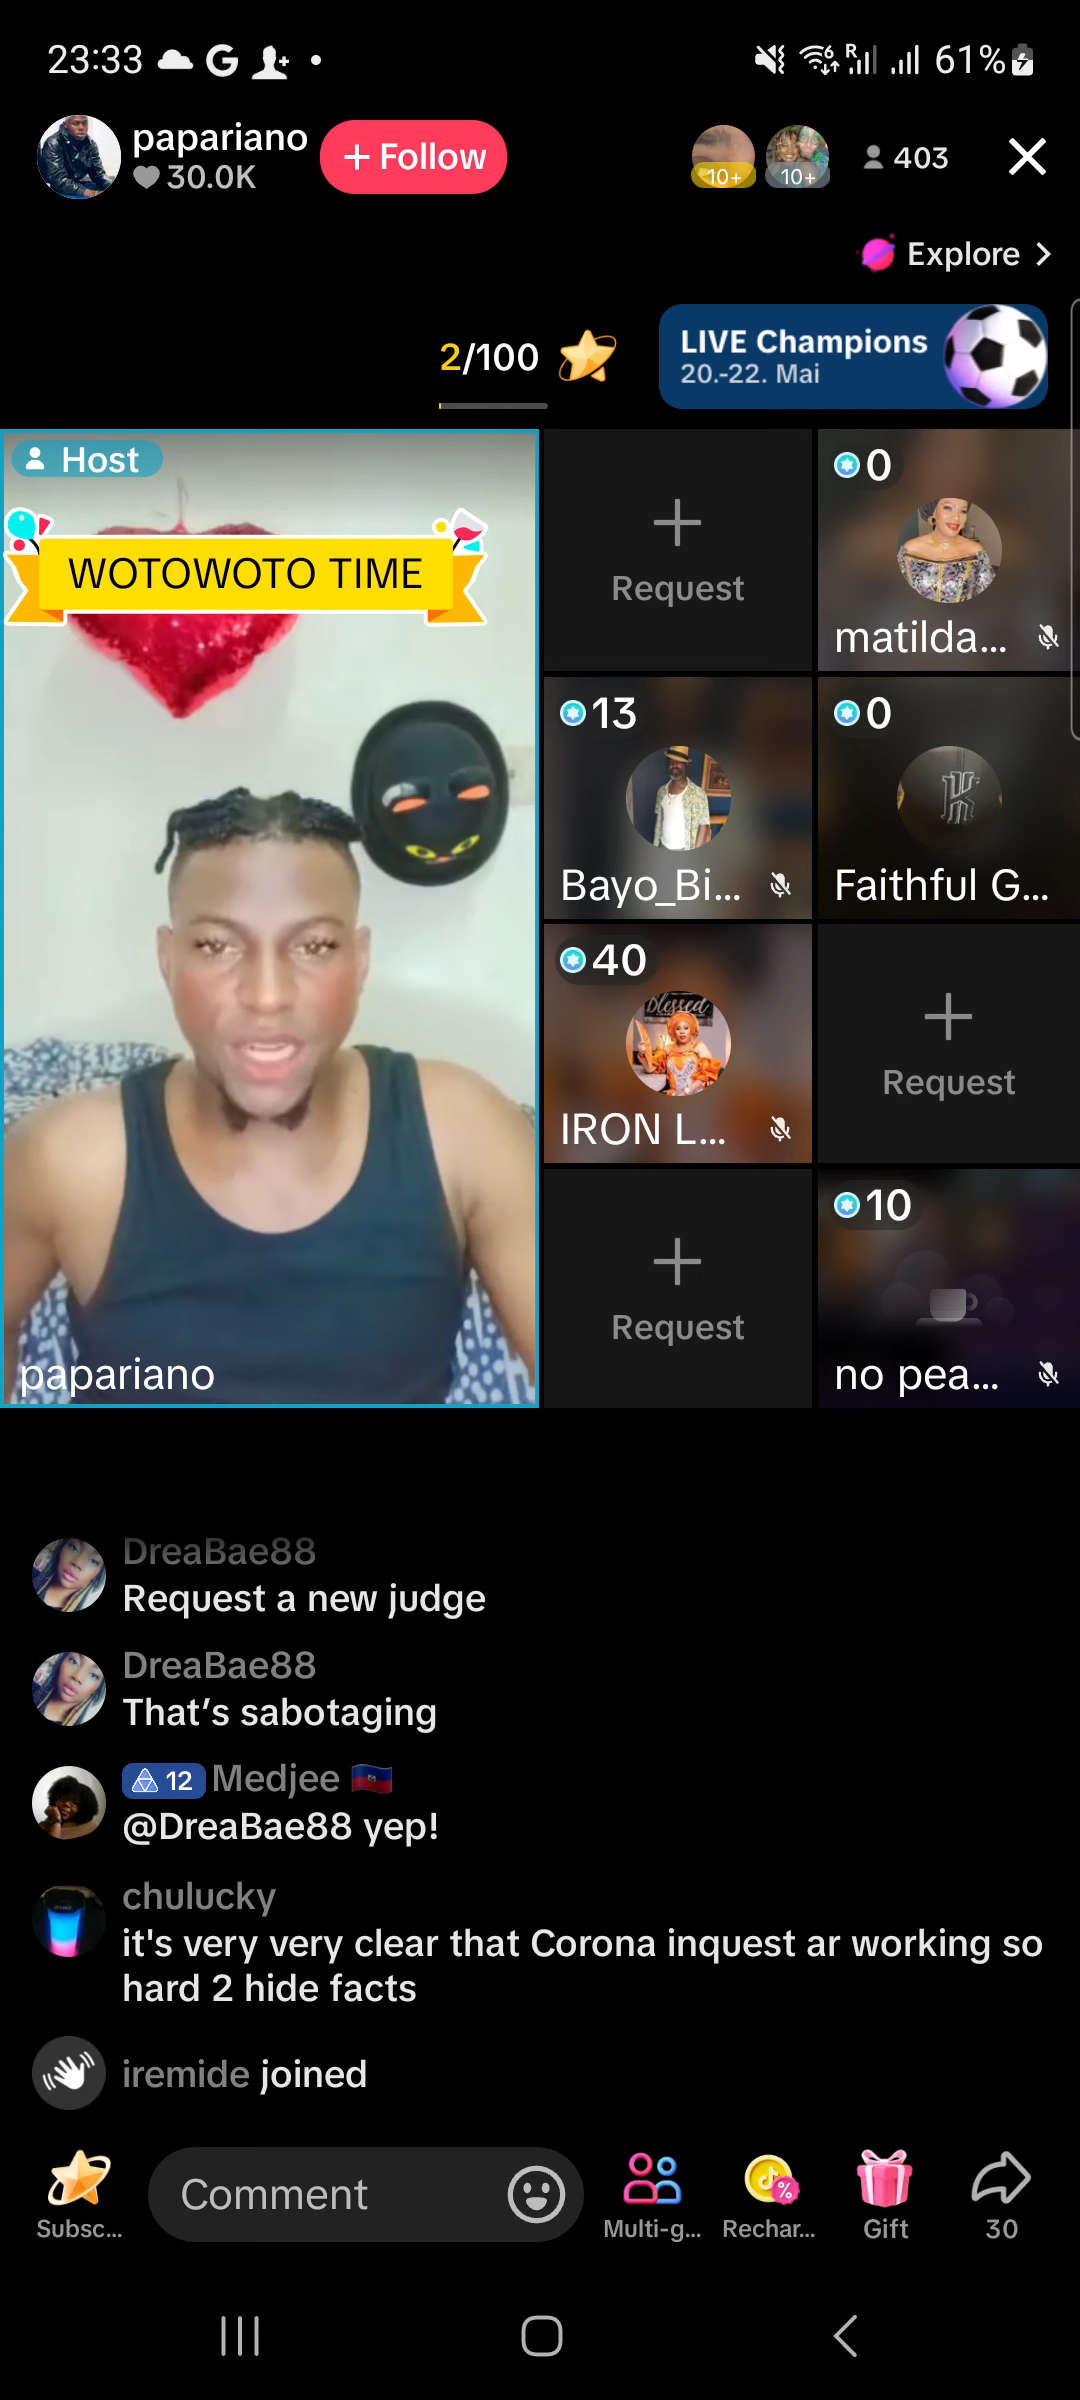 23:33
R
61%
papariano
30.0K
+ Follow
10+
10+
403
Explore
2/100
LIVE Champions
20.-22. Mai
Host
WOTOWOTO TIME
papariano
Request
0
matilda...
13
Bayo_Bi...
0
Faithful G...
40
Blessed
IRON L...
Request
Request
10
no pea...
DreaBae88
Request a new judge
DreaBae88
That’s sabotaging
12 Medjee
@DreaBae88 yep!
chulucky
it's very very clear that Corona inquest ar working so
hard 2 hide facts
iremide joined
Comment
Subsc...
Multi-g...
Rechar...
Gift
30